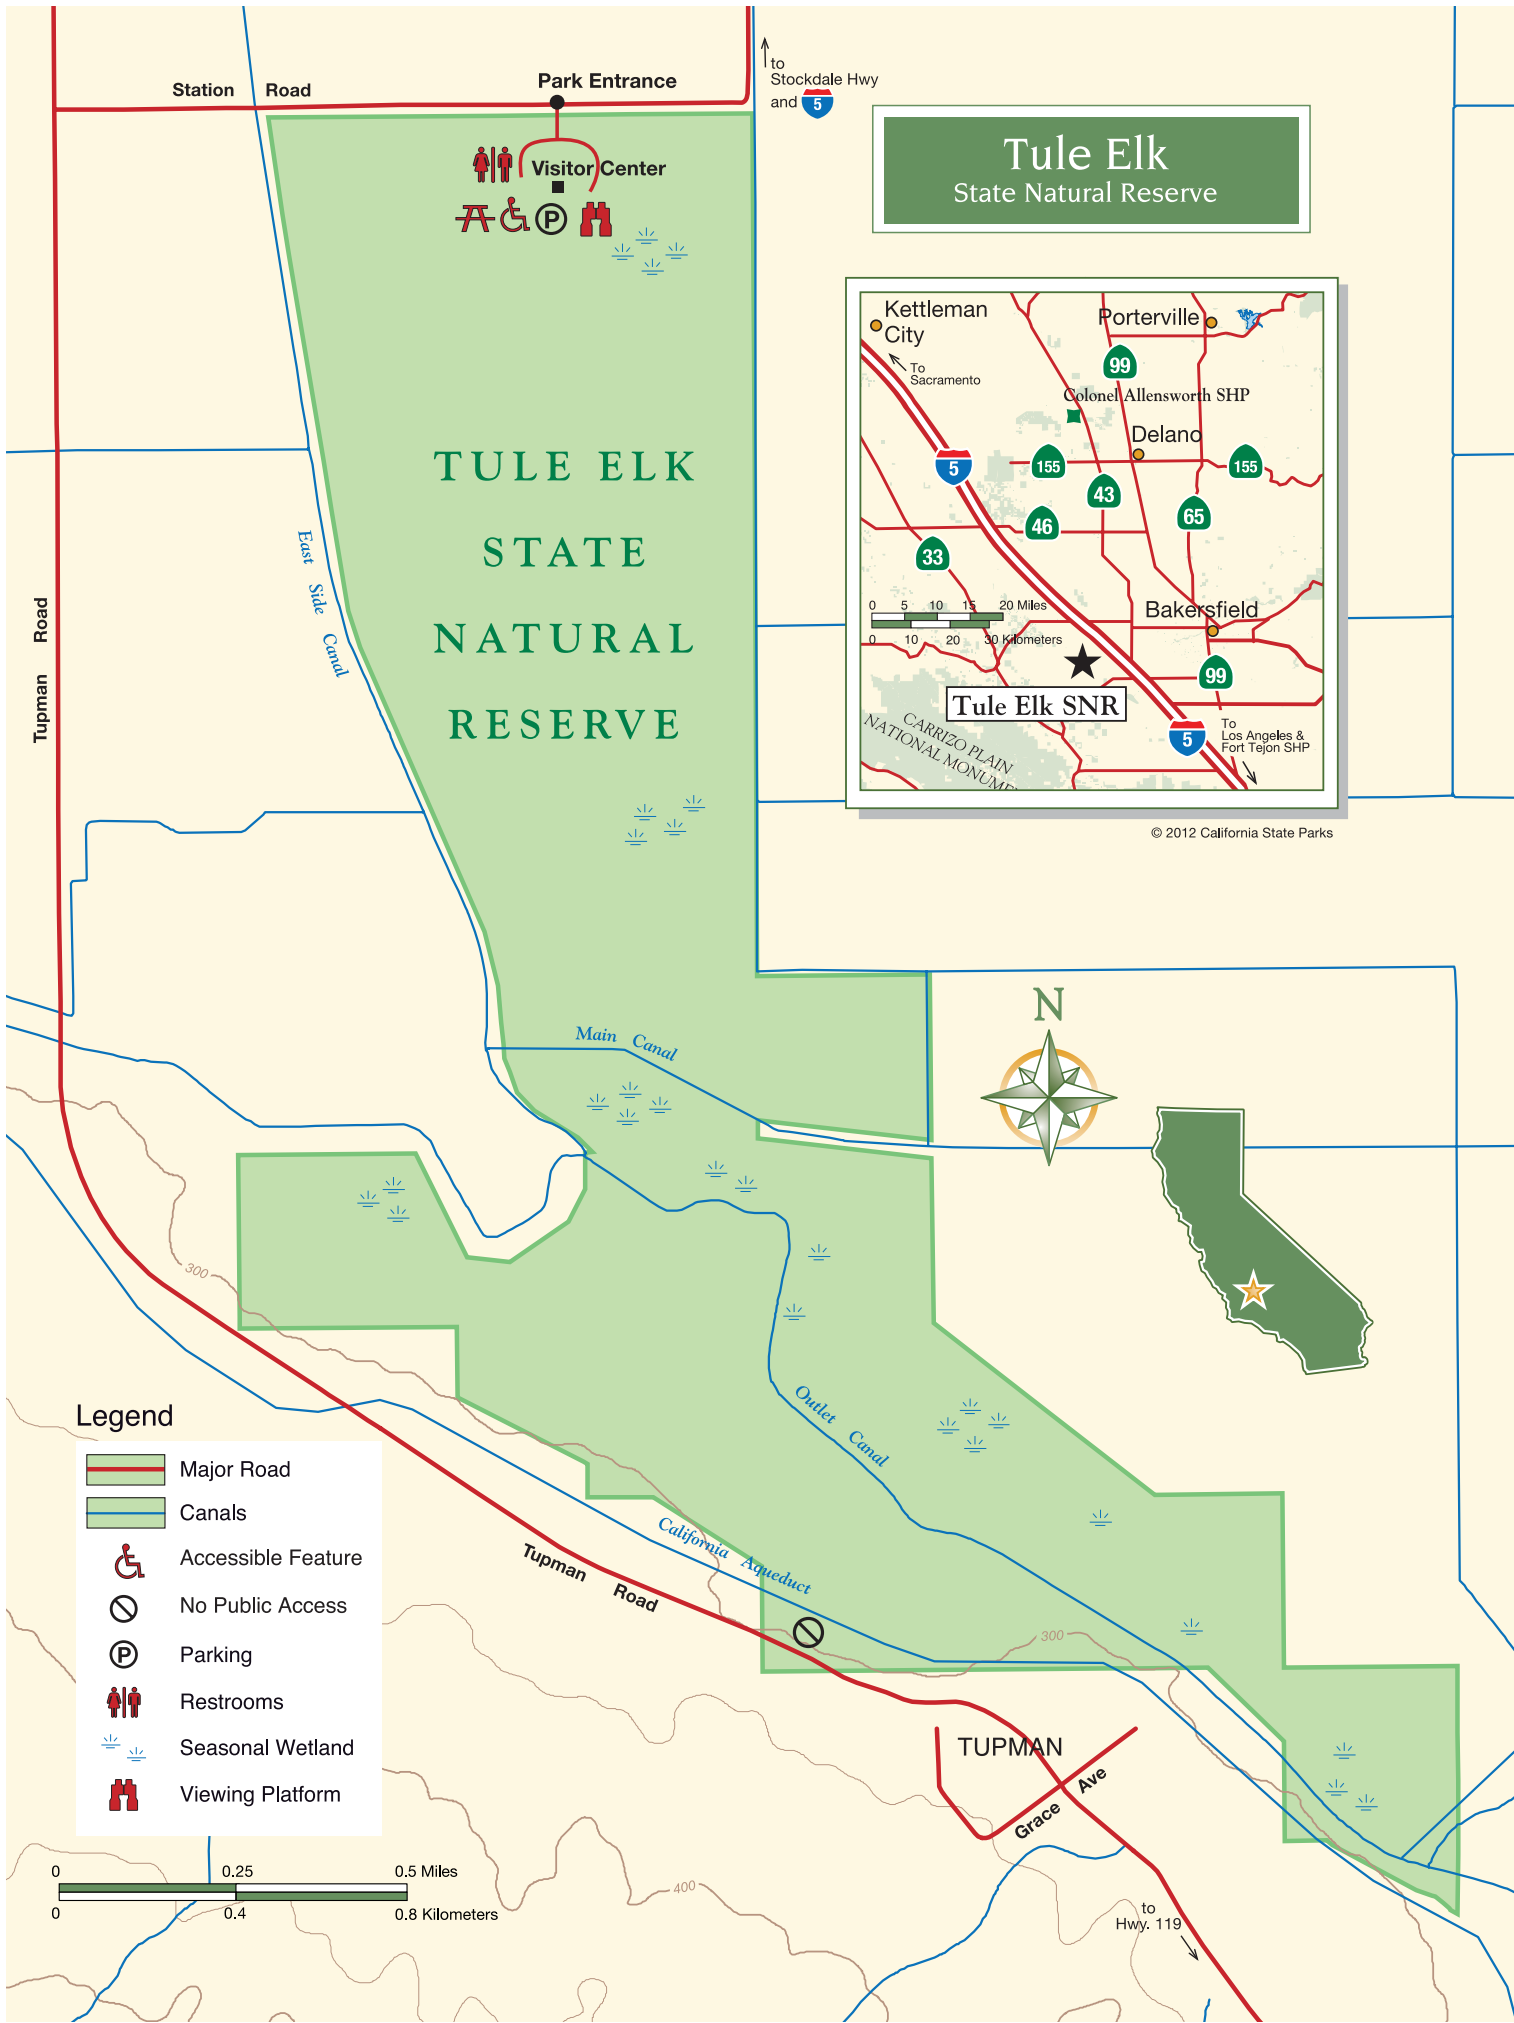 Station Road
Park Entrance
to
Stockdale Hwy
and 5
Visitor Center
P
Tule Elk
State Natural Reserve
Kettleman
City
Porterville
To
Sacramento
99
Colonel Allensworth SHP
Delano
5
155
155
43
46
65
33
0 5 10 15 20 Miles
0 10 20 30 Kilometers
Bakersfield
99
Tule Elk SNR
CARRIZO PLAIN
NATIONAL MONUME
5
To
Los Angeles &
Fort Tejon SHP
© 2012 California State Parks
TULE ELK
STATE
NATURAL
RESERVE
East Side Canal
Tupman Road
Main Canal
N
300
Outlet Canal
California Aqueduct
Tupman Road
300
TUPMAN
Grace Ave
400
to
Hwy. 119
Legend
Major Road
Canals
Accessible Feature
No Public Access
P Parking
Restrooms
Seasonal Wetland
Viewing Platform
0 0.25 0.5 Miles
0 0.4 0.8 Kilometers